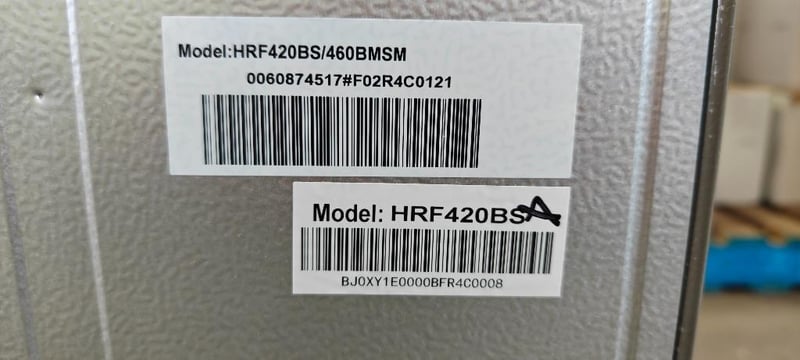 Model:HRF420BS/460BMSM
0060874517#F02R4C0121
Model: HRF420BSA
BJ0XY1E0000BFR4C0008